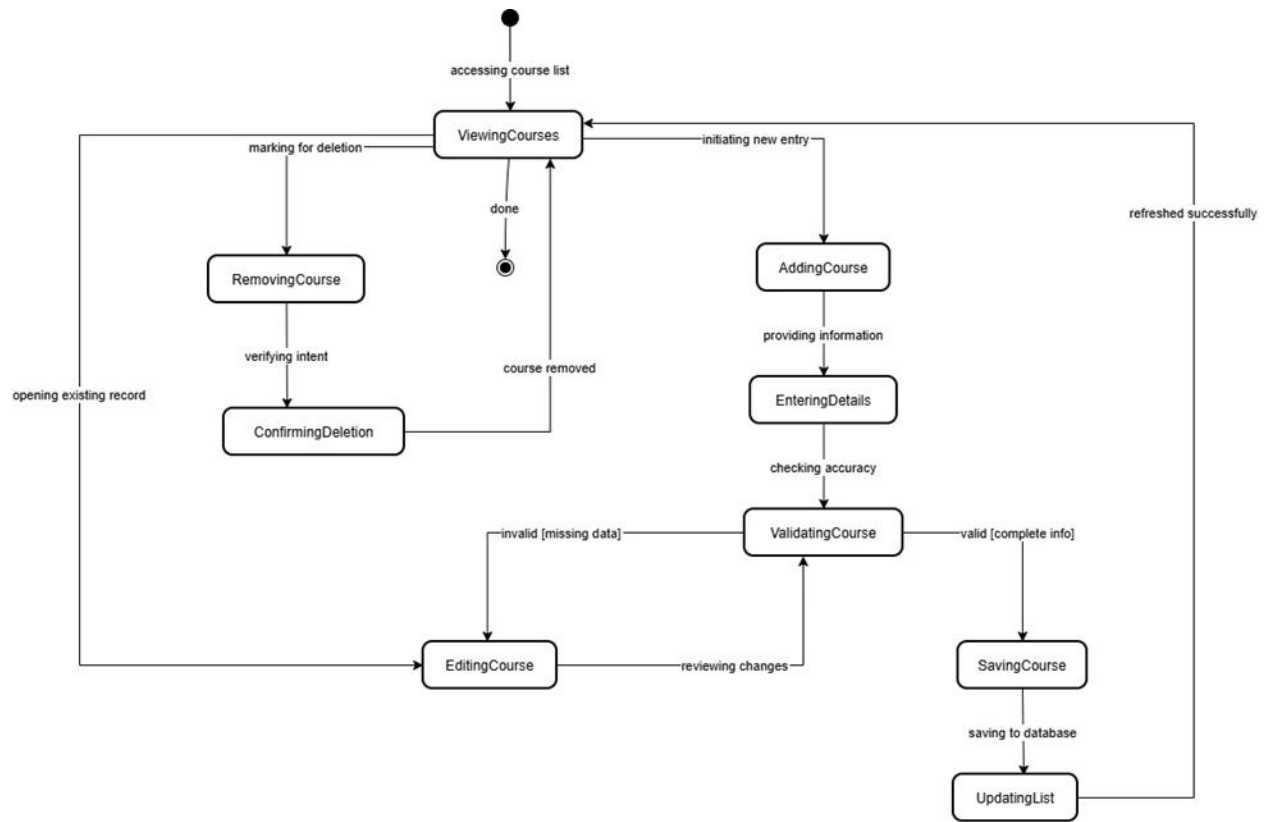 accessing course list
ViewingCourses
marking for deletion
initiating new entry
done
refreshed successfully
RemovingCourse
AddingCourse
verifying intent
providing information
course removed
opening existing record
EnteringDetails
ConfirmingDeletion
checking accuracy
invalid [missing data]
ValidatingCourse
valid [complete info]
EditingCourse
reviewing changes
SavingCourse
saving to database
UpdatingList